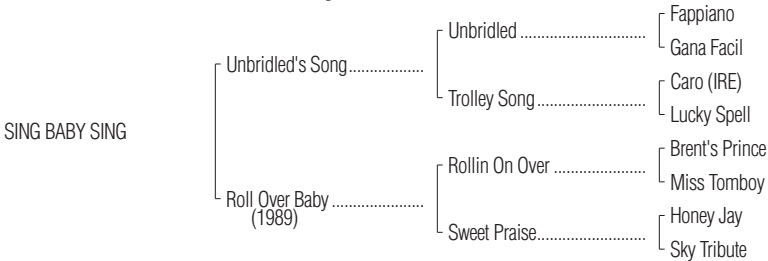 Fappiano
Unbridled ..............................
Gana Facil
Unbridled's Song..................
Caro (IRE)
Trolley Song..........................
Lucky Spell
SING BABY SING
Brent's Prince
Rollin On Over ......................
Miss Tomboy
Roll Over Baby ......................
(1989)
Honey Jay
Sweet Praise..........................
Sky Tribute